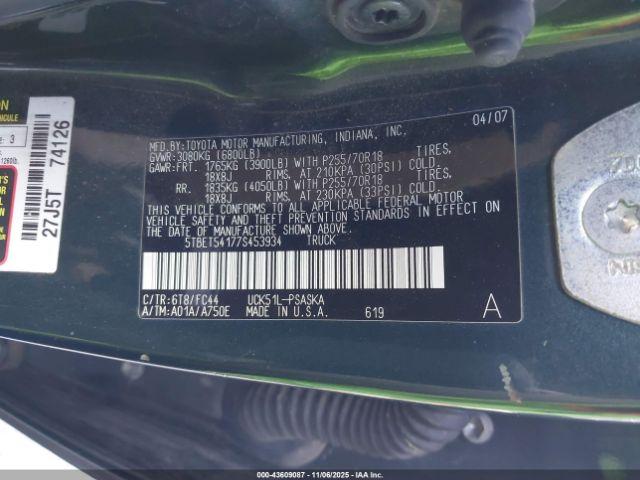 MFD.BY:TOYOTA MOTOR MANUFACTURING, INDIANA, INC. 04/07
GVWR:3080KG (6800LB)
GAWR:FRT. 1765KG (3900LB) WITH P255/70R18 TIRES,
18X8J RIMS, AT 210KPA (30PSI) COLD.
RR. 1835KG (4050LB) WITH P255/70R18 TIRES,
18X8J RIMS, AT 230KPA (33PSI) COLD.
THIS VEHICLE CONFORMS TO ALL APPLICABLE FEDERAL MOTOR
VEHICLE SAFETY AND THEFT PREVENTION STANDARDS IN EFFECT ON
THE DATE OF MANUFACTURE SHOWN ABOVE.
5TBET54177S453934 TRUCK
C/TR:6T8/FC44 UCK51L-PSASKA
A/TM:A01A/A750E MADE IN U.S.A. 619 A
27J5T 74126
3
000-43609087 - 11/06/2025 - IAAI.COM